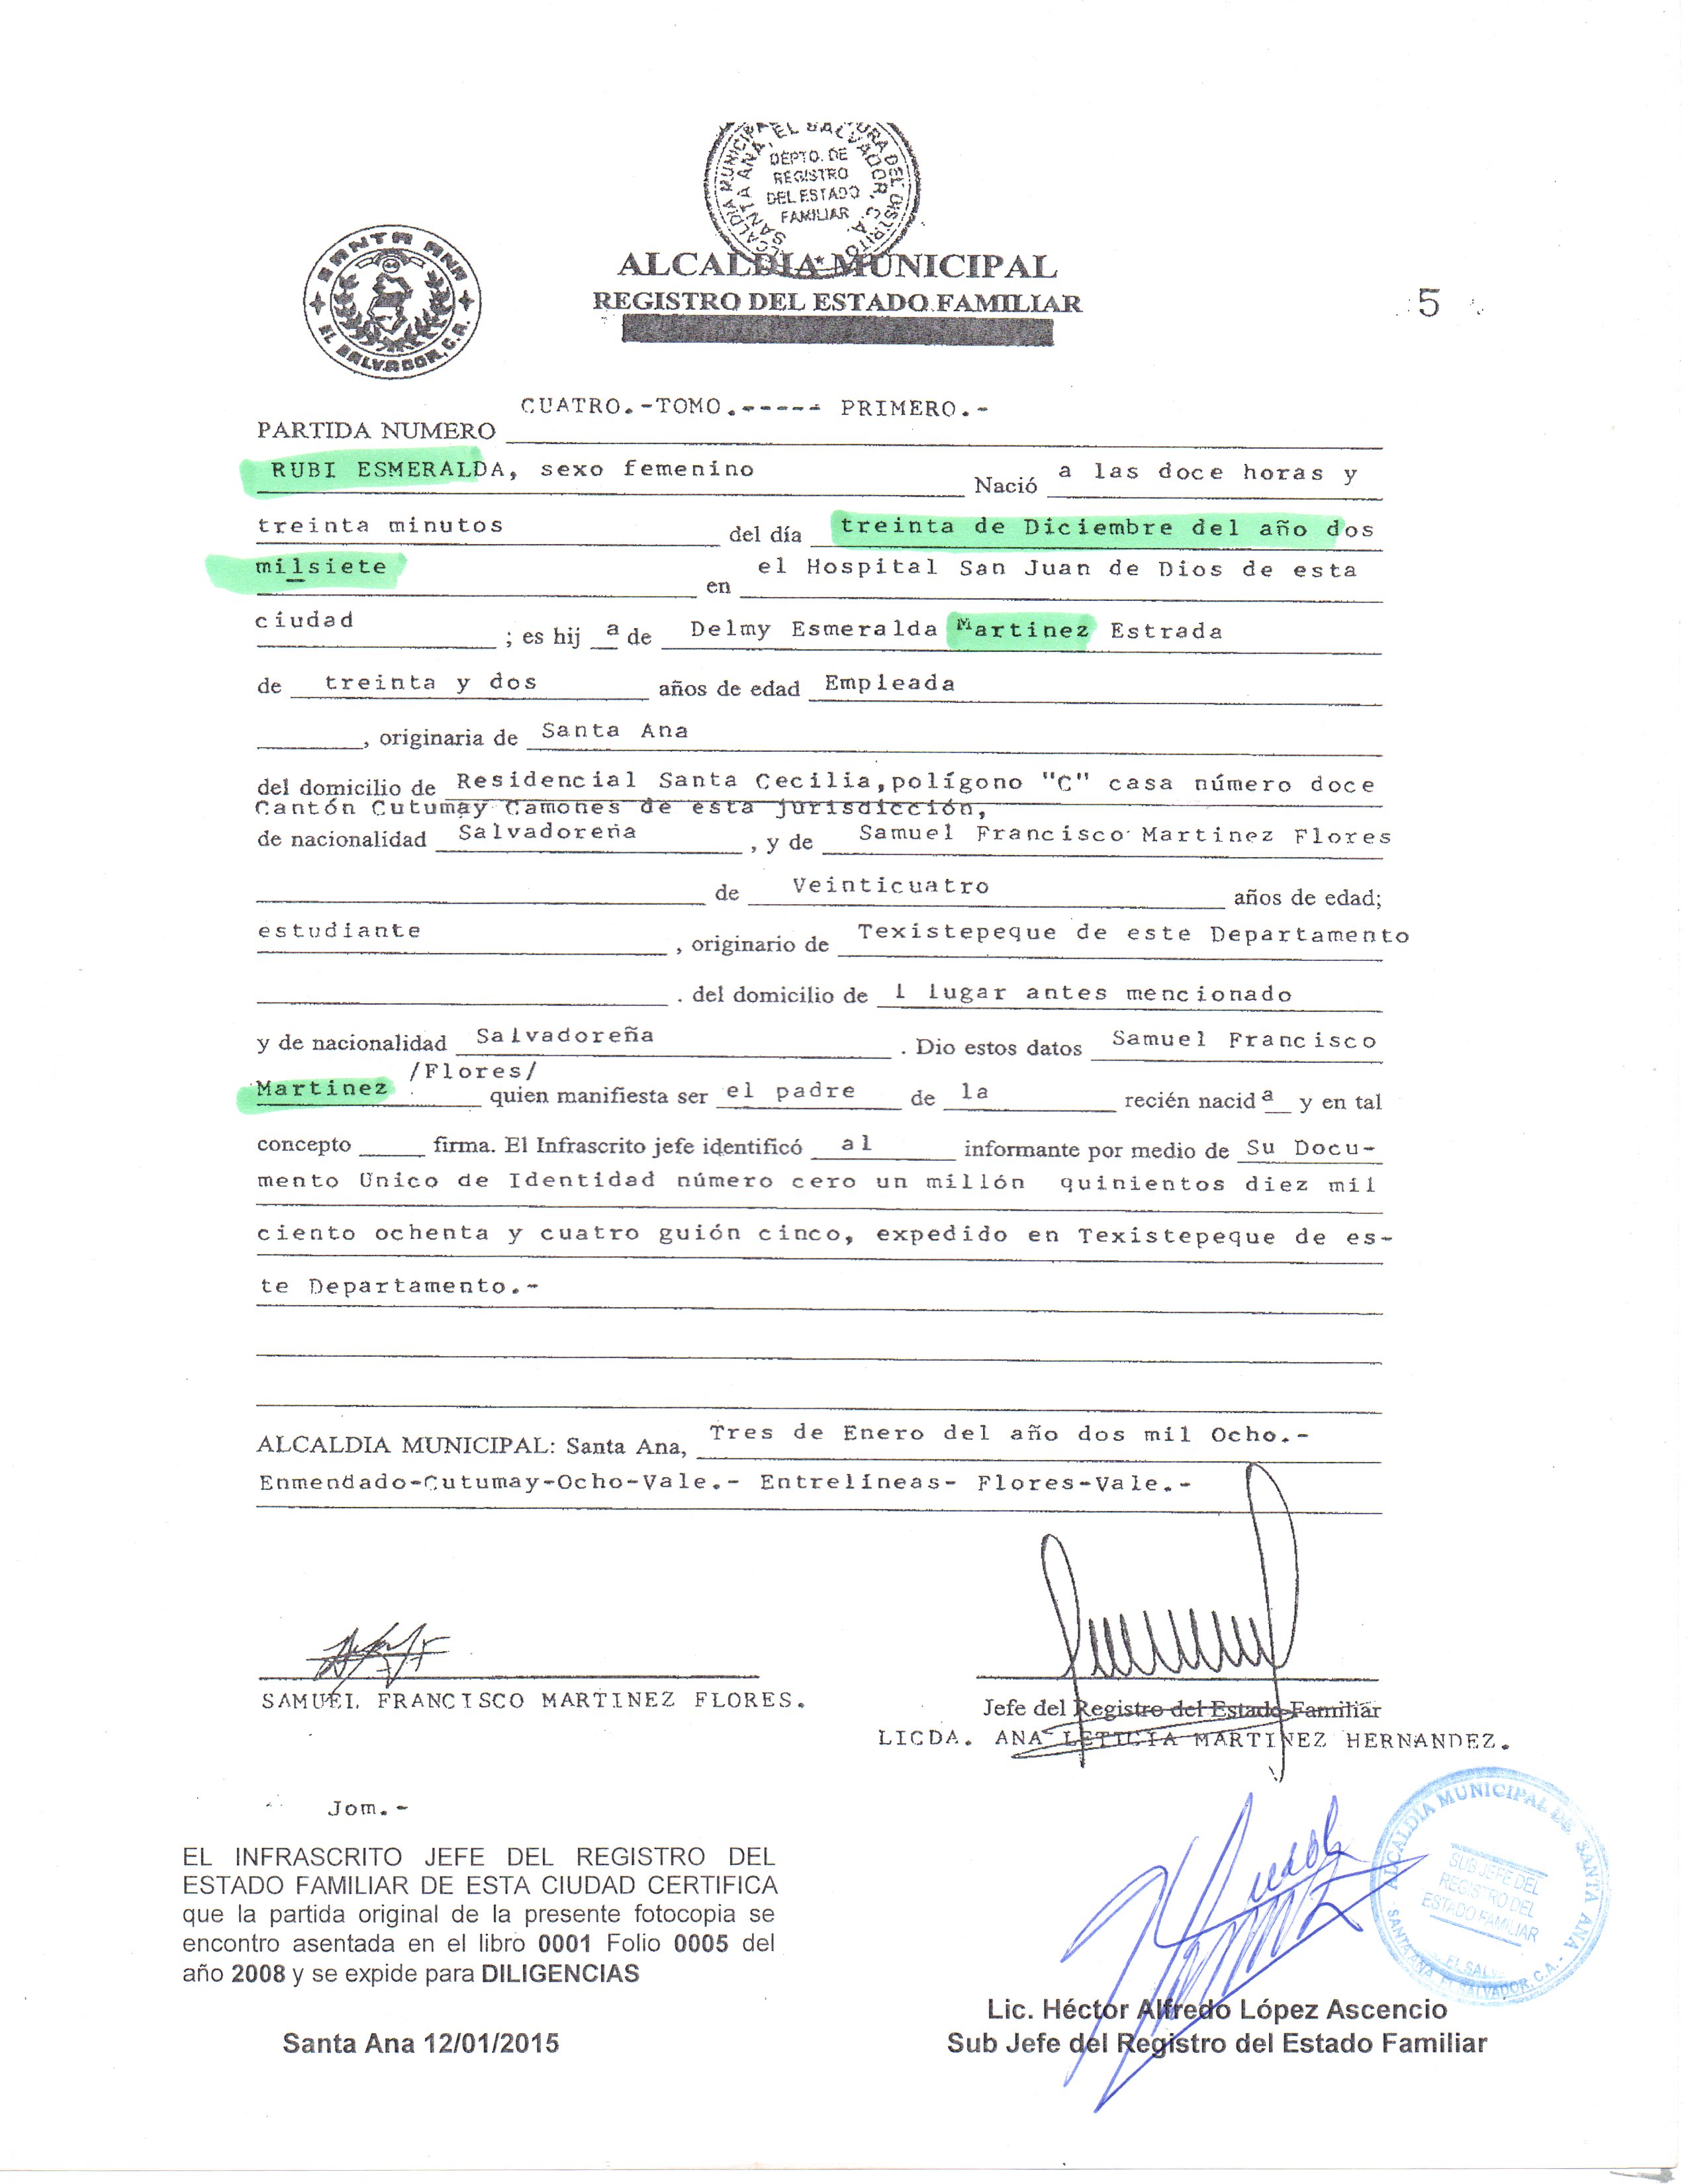 ALCALDIA MUNICIPAL
DEPTO. DE
REGISTRO
DEL ESTADO
FAMILIAR
SANTA ANA, EL SALVADOR, C.A.
SANTA ANA
EL SALVADOR, C.A.
REGISTRO DEL ESTADO FAMILIAR
5
CUATRO.-TOMO.----- PRIMERO.-
PARTIDA NUMERO
RUBI ESMERALDA, sexo femenino Nació a las doce horas y
treinta minutos del día treinta de Diciembre del año dos
milsiete en el Hospital San Juan de Dios de esta
ciudad ; es hij a de Delmy Esmeralda Martinez Estrada
de treinta y dos años de edad Empleada
, originaria de Santa Ana
del domicilio de Residencial Santa Cecilia,polígono "C" casa número doce
Cantón Cutumay Camones de esta jurisdicción,
de nacionalidad Salvadoreña , y de Samuel Francisco Martinez Flores
de Veinticuatro años de edad;
estudiante , originario de Texistepeque de este Departamento
. del domicilio de l lugar antes mencionado
y de nacionalidad Salvadoreña . Dio estos datos Samuel Francisco
/Flores/
Martinez quien manifiesta ser el padre de la recién nacid a y en tal
concepto firma. El Infrascrito jefe identificó al informante por medio de Su Docu-
mento Unico de Identidad número cero un millón quinientos diez mil
ciento ochenta y cuatro guión cinco, expedido en Texistepeque de es-
te Departamento.-
ALCALDIA MUNICIPAL: Santa Ana, Tres de Enero del año dos mil Ocho.-
Enmendado-Cutumay-Ocho-Vale.- Entrelíneas- Flores-Vale.-
SAMUEL FRANCISCO MARTINEZ FLORES.
Jefe del Registro del Estado Familiar
LICDA. ANA LETICIA MARTINEZ HERNANDEZ.
Jom.-
EL INFRASCRITO JEFE DEL REGISTRO DEL
ESTADO FAMILIAR DE ESTA CIUDAD CERTIFICA
que la partida original de la presente fotocopia se
encontro asentada en el libro 0001 Folio 0005 del
año 2008 y se expide para DILIGENCIAS
Santa Ana 12/01/2015
ALCALDIA MUNICIPAL DE SANTA ANA
SUB JEFE DEL
REGISTRO DEL
ESTADO FAMILIAR
SANTA ANA, EL SALVADOR, C.A.
Lic. Héctor Alfredo López Ascencio
Sub Jefe del Registro del Estado Familiar